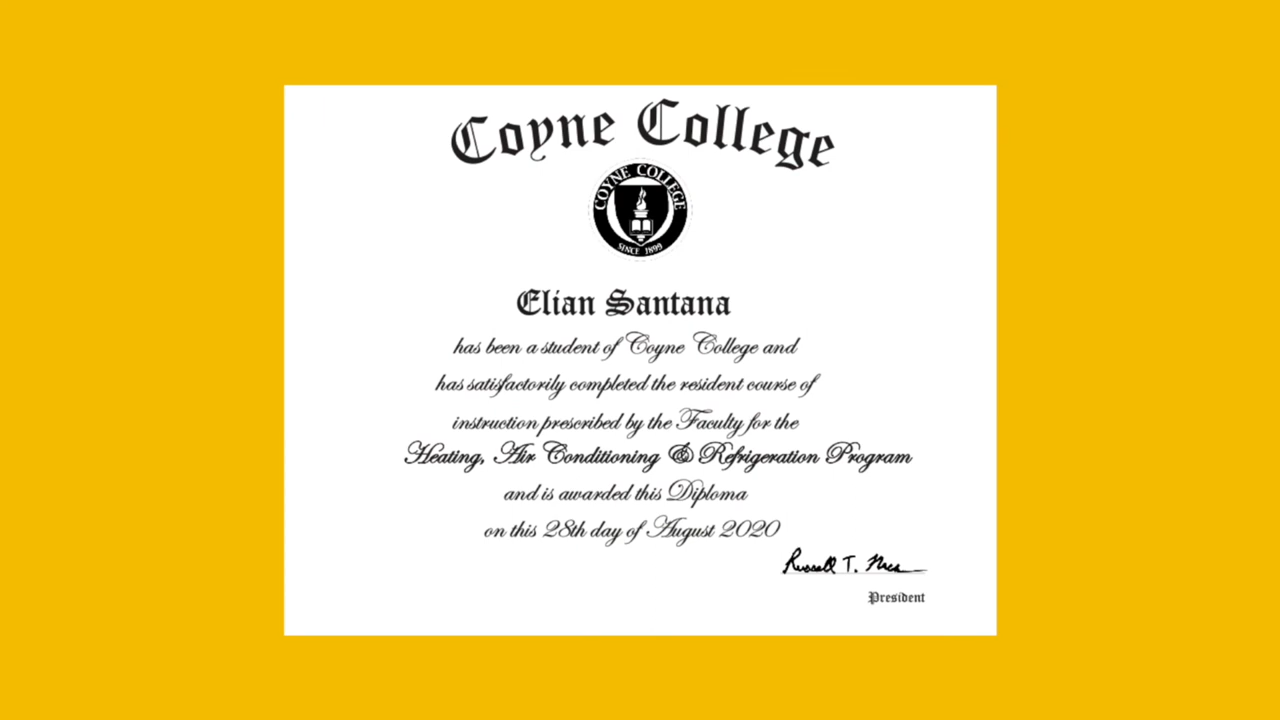 Coyne College
COYNE COLLEGE
SINCE 1899
Elian Santana
has been a student of Coyne College and
has satisfactorily completed the resident course of
instruction prescribed by the Faculty for the
Heating, Air Conditioning & Refrigeration Program
and is awarded this Diploma
on this 28th day of August 2020
Russell T.
President